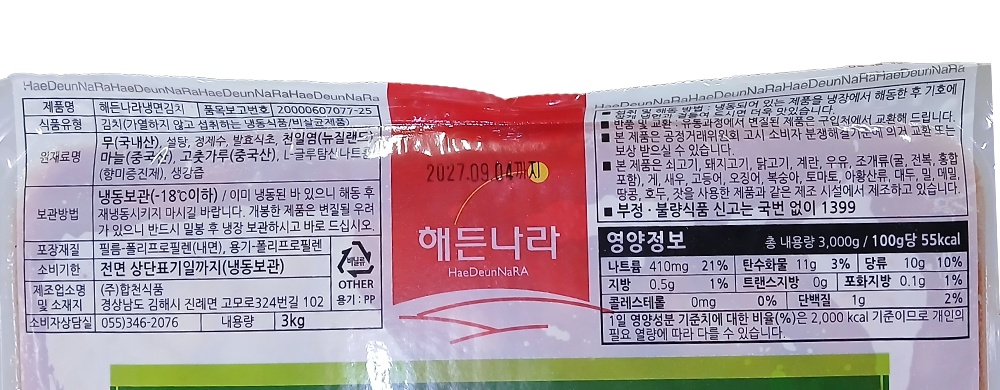 HaeDeunNaRAHaeDeunNaRAHaeDeunNaRAHaeDeunNaRA
제품명 해든나라냉면김치 품목보고번호 20000607077-25
식품유형 김치(가열하지 않고 섭취하는 냉동식품/비살균제품)
원재료명 무(국내산), 설탕, 정제수, 발효식초, 천일염(뉴질랜드)
마늘(중국산), 고춧가루(중국산), L-글루탐산나트륨
(향미증진제), 생강즙
보관방법 냉동보관(-18℃이하) / 이미 냉동된 바 있으니 해동 후
재냉동시키지 마시길 바랍니다. 개봉한 제품은 변질될 우려
가 있으니 반드시 밀봉 후 냉장 보관하시고 바로 드십시오.
포장재질 필름-폴리프로필렌(내면), 용기-폴리프로필렌
소비기한 전면 상단표기일까지(냉동보관)
제조업소명 및 소재지 (주)합천식품
경상남도 김해시 진례면 고모로324번길 102
소비자상담실 055)346-2076 내용량 3kg
비닐류
OTHER
용기 : PP
2027.09.04까지
해든나라
HaeDeunNaRA
HaeDeunNaRAHaeDeunNaRA
냉동되어 있는 제품을 냉장에서 해동한 후 기호에
■ 반품 및 교환 : 유통과정에서 변질된 제품은 구입처에서 교환해 드립니다.
■ 본 제품은 공정거래위원회 고시 소비자 분쟁해결기준에 의거 교환 또는
보상 받으실 수 있습니다.
■ 본 제품은 쇠고기, 돼지고기, 닭고기, 계란, 우유, 조개류(굴, 전복, 홍합
포함), 게, 새우, 고등어, 오징어, 복숭아, 토마토, 아황산류, 대두, 밀, 메밀,
땅콩, 호두, 잣을 사용한 제품과 같은 제조 시설에서 제조하고 있습니다.
■ 부정 · 불량식품 신고는 국번 없이 1399
영양정보 총 내용량 3,000g / 100g당 55kcal
나트륨 410mg 21% 탄수화물 11g 3% 당류 10g 10%
지방 0.5g 1% 트랜스지방 0g 포화지방 0.1g 1%
콜레스테롤 0mg 0% 단백질 1g 2%
1일 영양성분 기준치에 대한 비율(%)은 2,000 kcal 기준이므로 개인의
필요 열량에 따라 다를 수 있습니다.